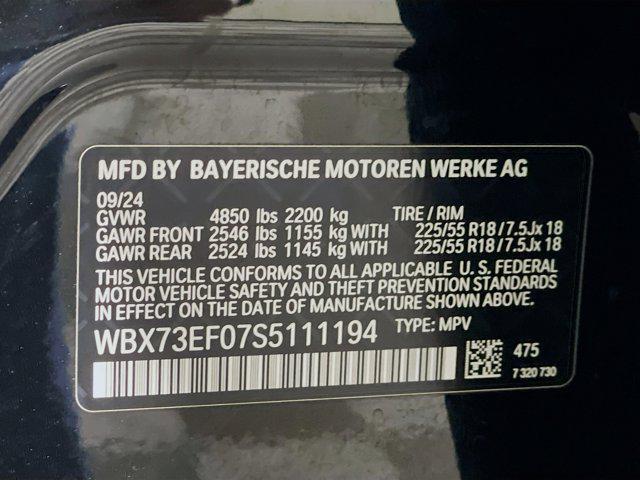 MFD BY BAYERISCHE MOTOREN WERKE AG
09/24
GVWR 4850 lbs 2200 kg TIRE / RIM
GAWR FRONT 2546 lbs 1155 kg WITH 225/55 R18 / 7.5Jx 18
GAWR REAR 2524 lbs 1145 kg WITH 225/55 R18 / 7.5Jx 18
THIS VEHICLE CONFORMS TO ALL APPLICABLE U. S. FEDERAL
MOTOR VEHICLE SAFETY AND THEFT PREVENTION STANDARDS
IN EFFECT ON THE DATE OF MANUFACTURE SHOWN ABOVE.
WBX73EF07S5111194 TYPE: MPV
475
7 320 730